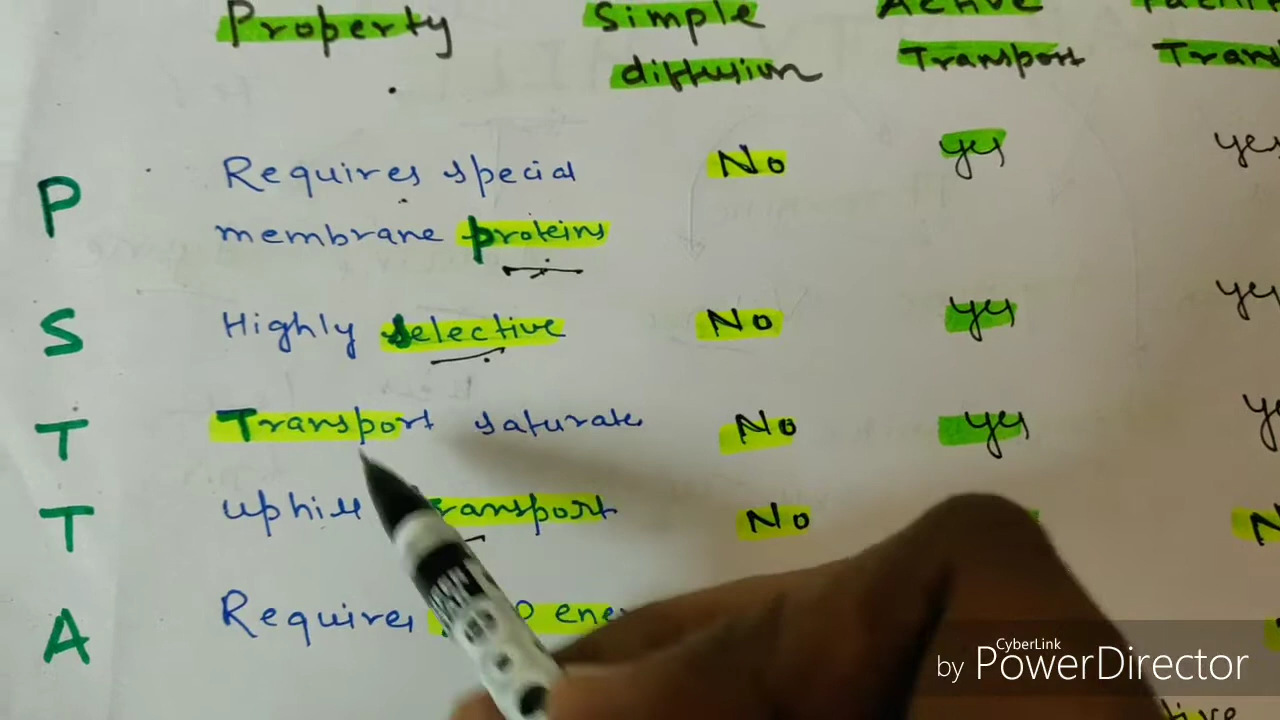 Property Simple Active
diffusion Transport Trans
P Requires special No yes yes
membrane proteins
S Highly selective No yes yes
T Transport saturate No yes ye
T uphill transport No N
A Requires
CyberLink
by PowerDirector